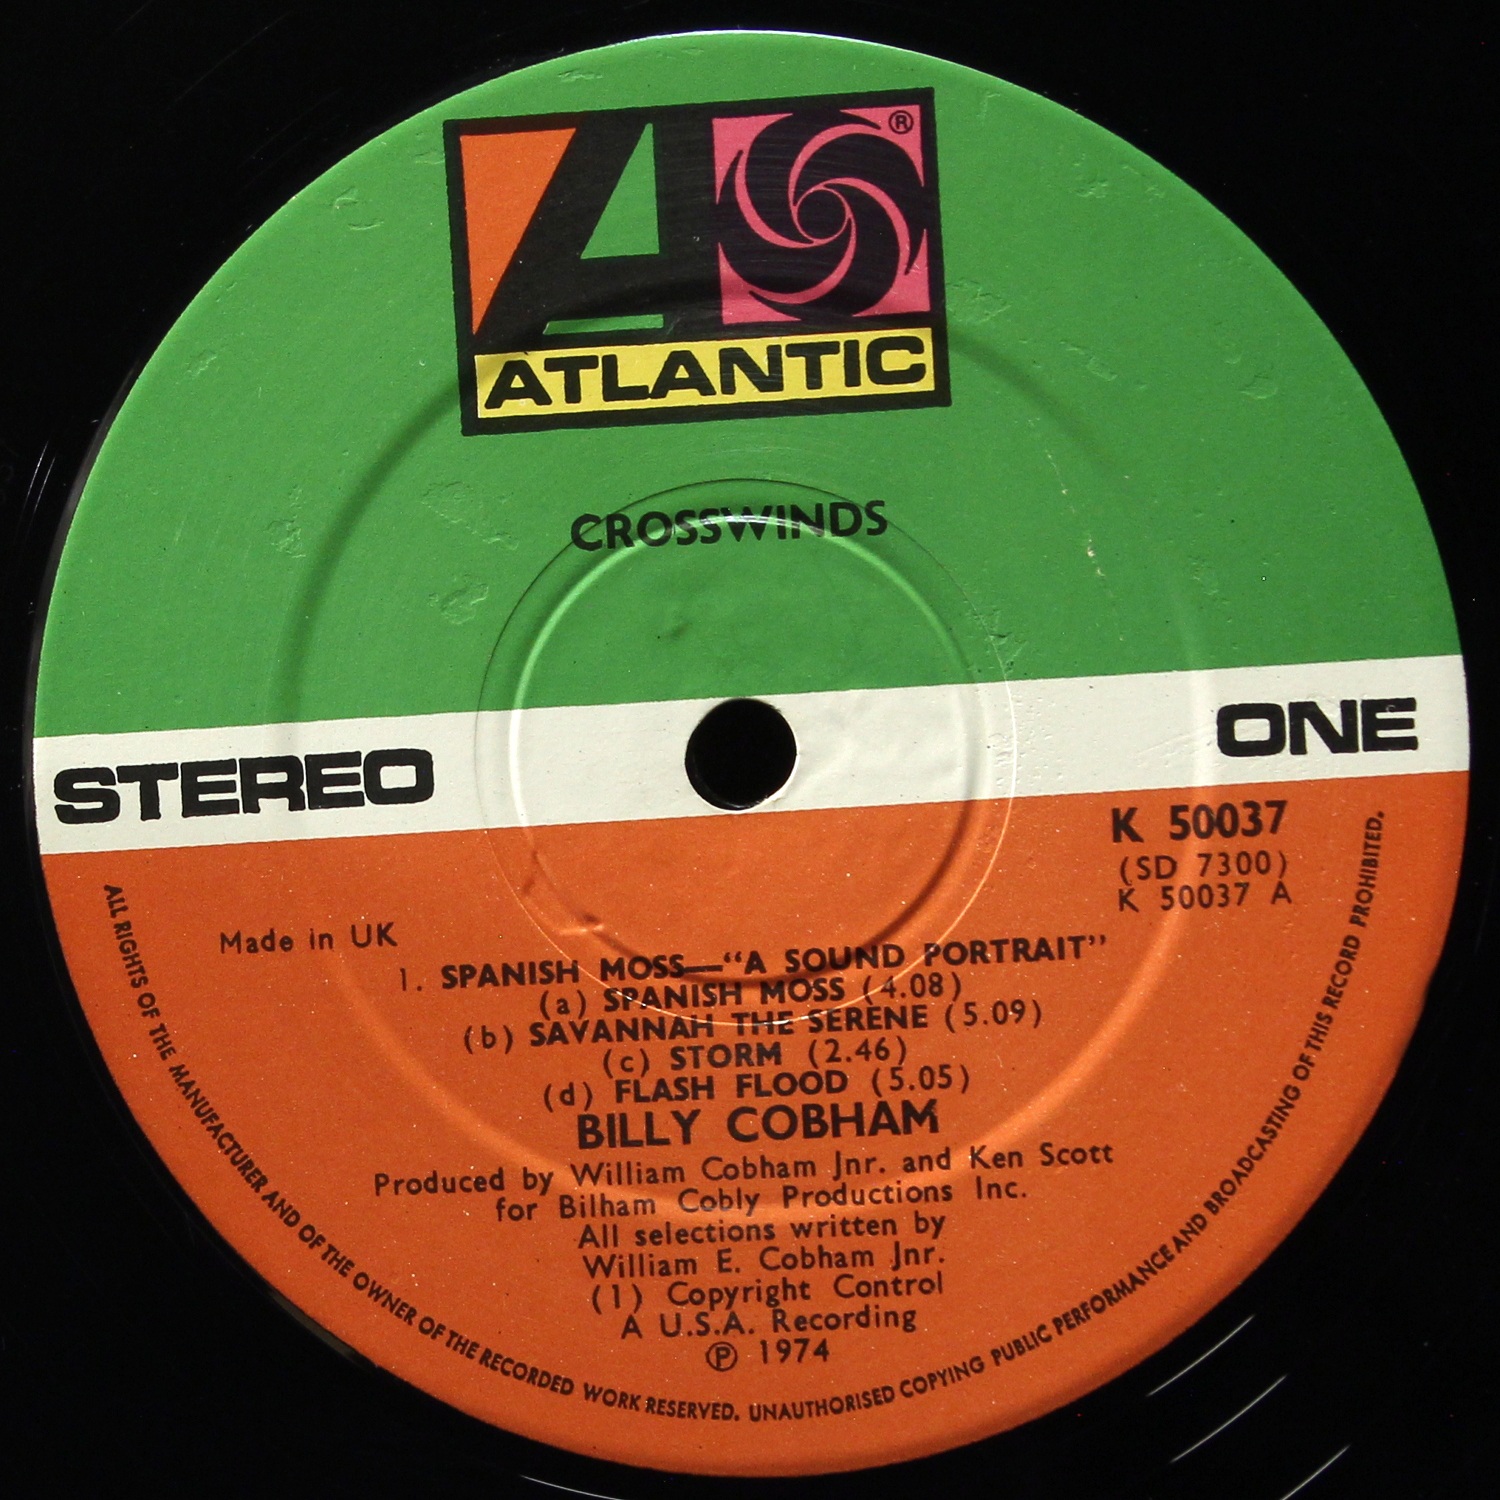 ®
ATLANTIC
CROSSWINDS
STEREO
ONE
K 50037
(SD 7300)
K 50037 A
Made in UK
1. SPANISH MOSS—“A SOUND PORTRAIT”
(a) SPANISH MOSS (4.08)
(b) SAVANNAH THE SERENE (5.09)
(c) STORM (2.46)
(d) FLASH FLOOD (5.05)
BILLY COBHAM
Produced by William Cobham Jnr. and Ken Scott
for Bilham Cobly Productions Inc.
All selections written by
William E. Cobham Jnr.
(1) Copyright Control
A U.S.A. Recording
℗ 1974
ALL RIGHTS OF THE MANUFACTURER AND OF THE OWNER OF THE RECORDED WORK RESERVED. UNAUTHORISED COPYING PUBLIC PERFORMANCE AND BROADCASTING OF THIS RECORD PROHIBITED.